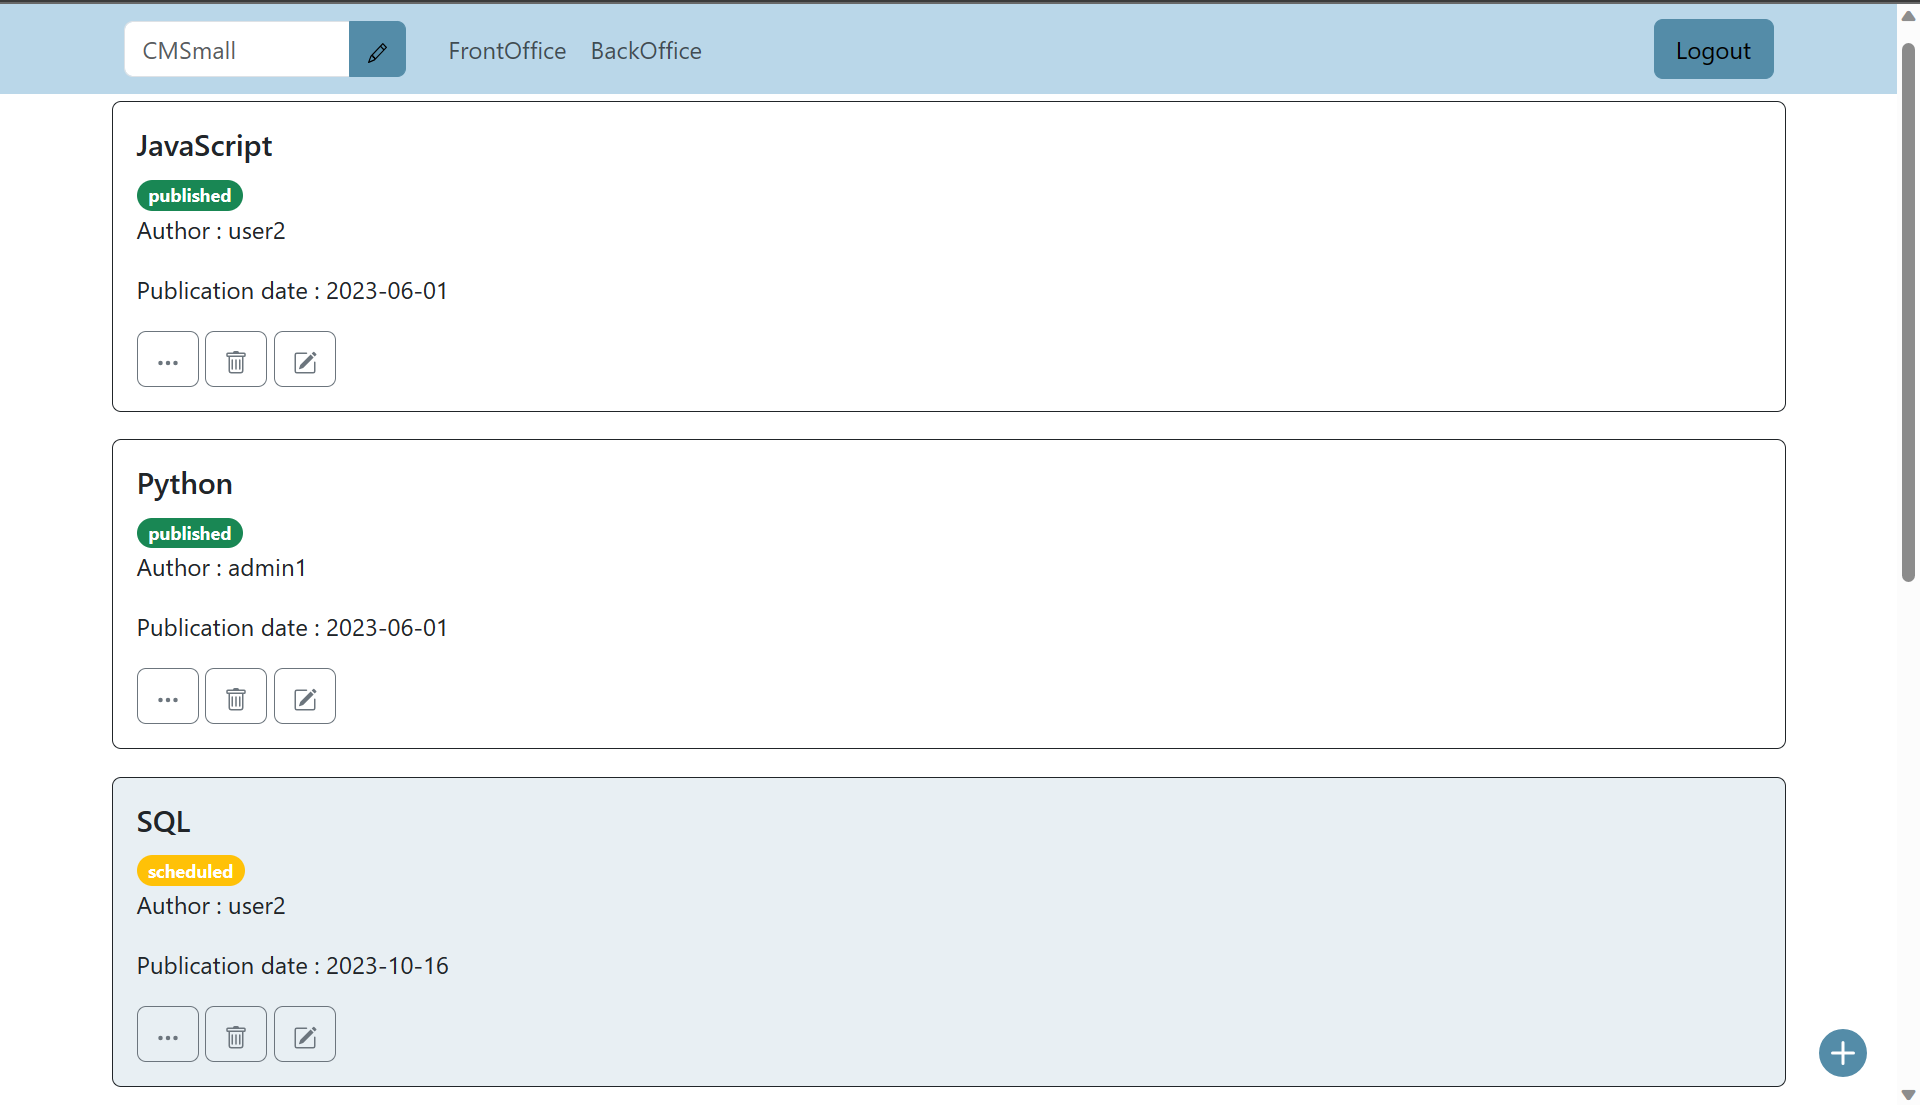 CMSmall
FrontOffice BackOffice
Logout
JavaScript
published
Author : user2
Publication date : 2023-06-01
Python
published
Author : admin1
Publication date : 2023-06-01
SQL
scheduled
Author : user2
Publication date : 2023-10-16